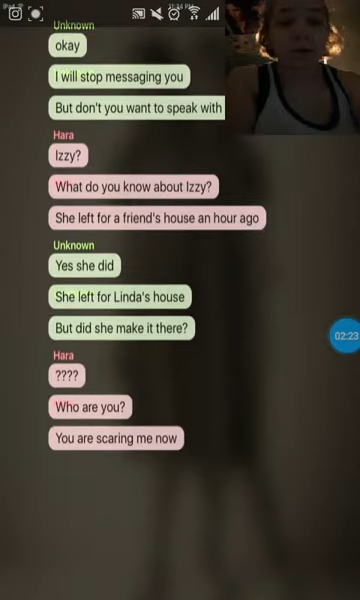 Unknown
okay
I will stop messaging you
But don't you want to speak with
Hara
Izzy?
What do you know about Izzy?
She left for a friend's house an hour ago
Unknown
Yes she did
She left for Linda's house
But did she make it there?
Hara
????
Who are you?
You are scaring me now
02:23